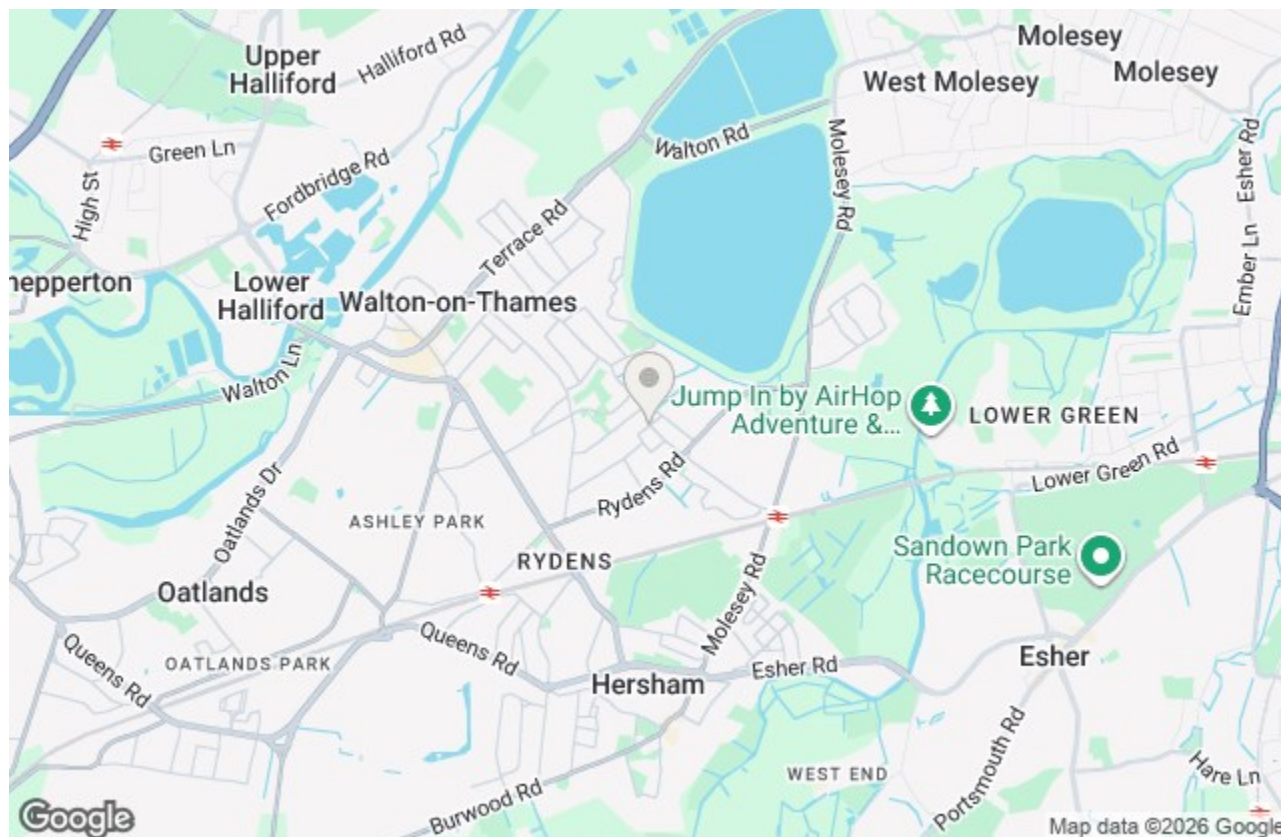 Upper
Halliford
Halliford Rd
Molesey
West Molesey
Molesey
Green Ln
Walton Rd
Molesey Rd
Esher Rd
Fordbridge Rd
High St
Terrace Rd
hepperton
Lower
Halliford
Walton-on-Thames
Ember Ln
Walton Ln
Jump In by AirHop
Adventure &...
LOWER GREEN
Oatlands Dr
Rydens Rd
Lower Green Rd
ASHLEY PARK
RYDENS
Sandown Park
Racecourse
Oatlands
Molesey Rd
Queens Rd
OATLANDS PARK
Queens Rd
Hersham
Esher Rd
Esher
Portsmouth Rd
WEST END
Hare Ln
Burwood Rd
Google
Map data ©2026 Google